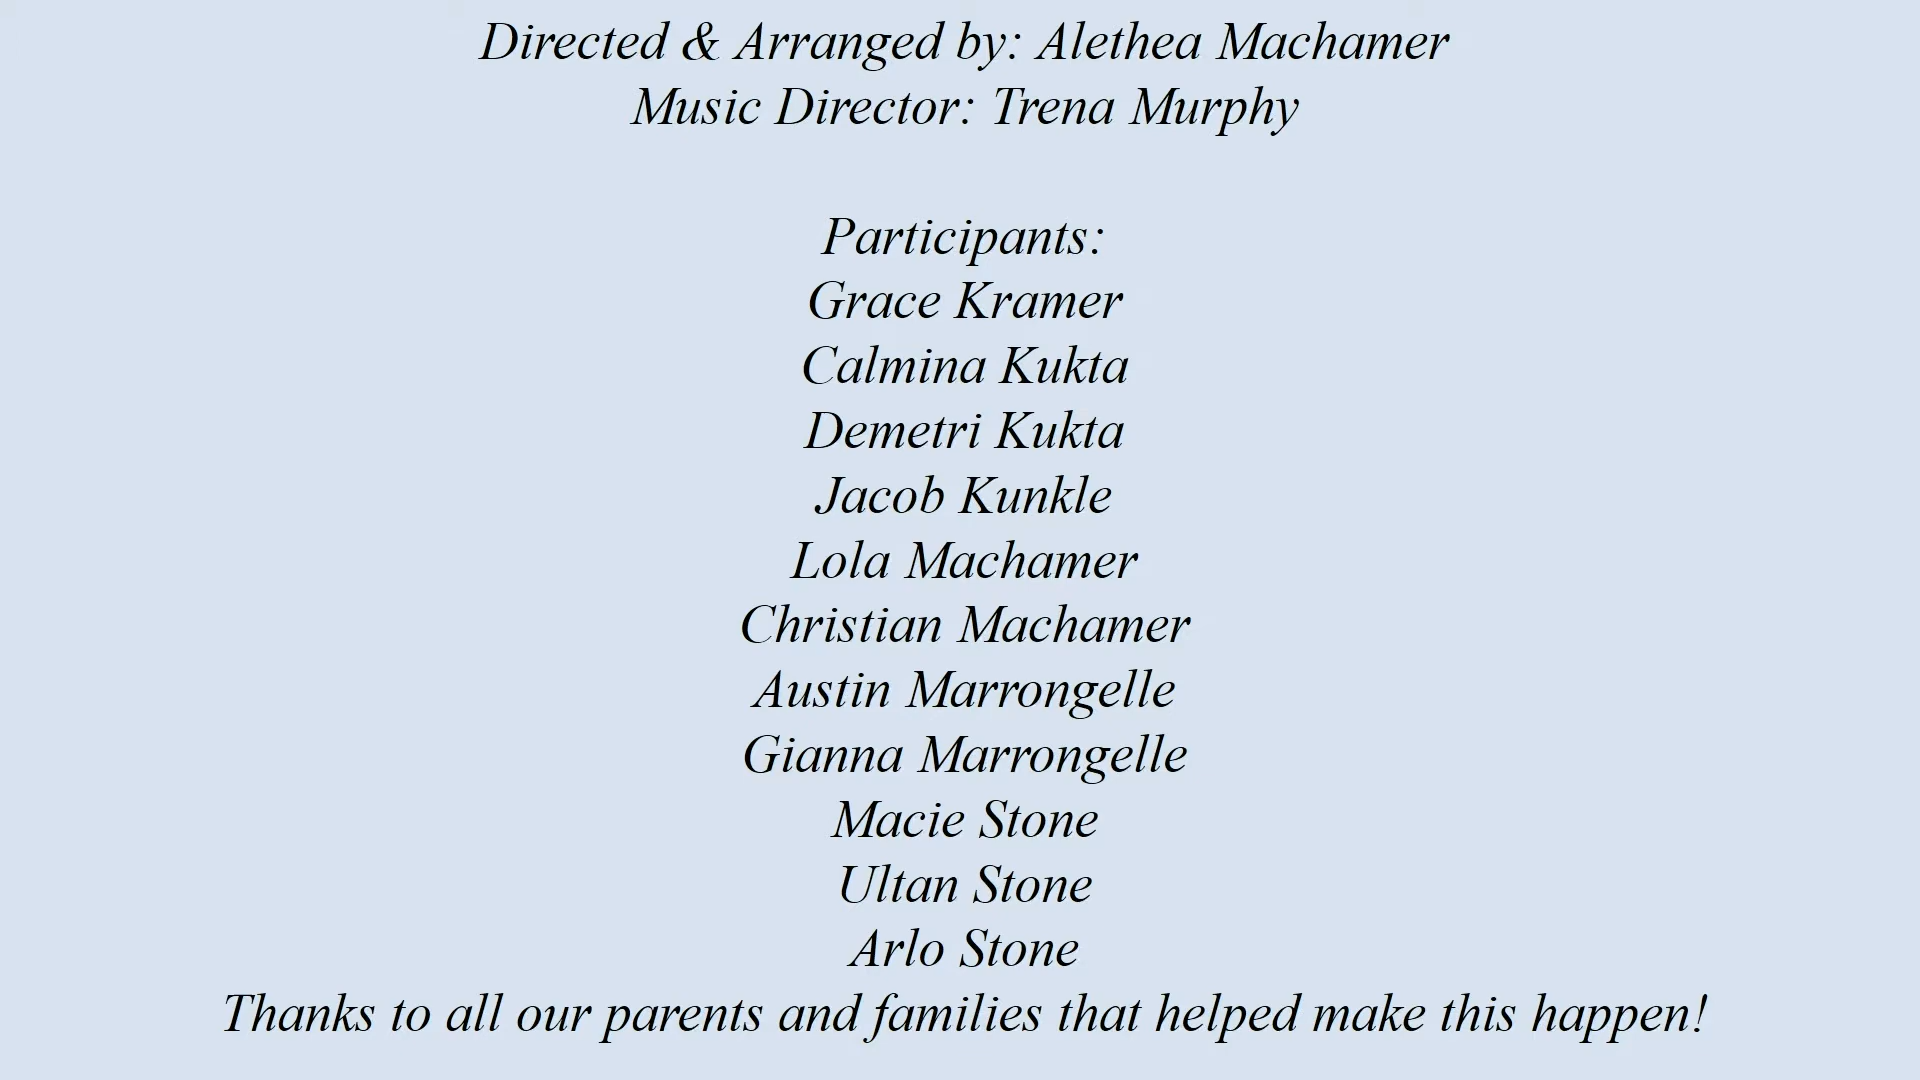 Directed & Arranged by: Alethea Machamer
Music Director: Trena Murphy
Participants:
Grace Kramer
Calmina Kukta
Demetri Kukta
Jacob Kunkle
Lola Machamer
Christian Machamer
Austin Marrongelle
Gianna Marrongelle
Macie Stone
Ultan Stone
Arlo Stone
Thanks to all our parents and families that helped make this happen!